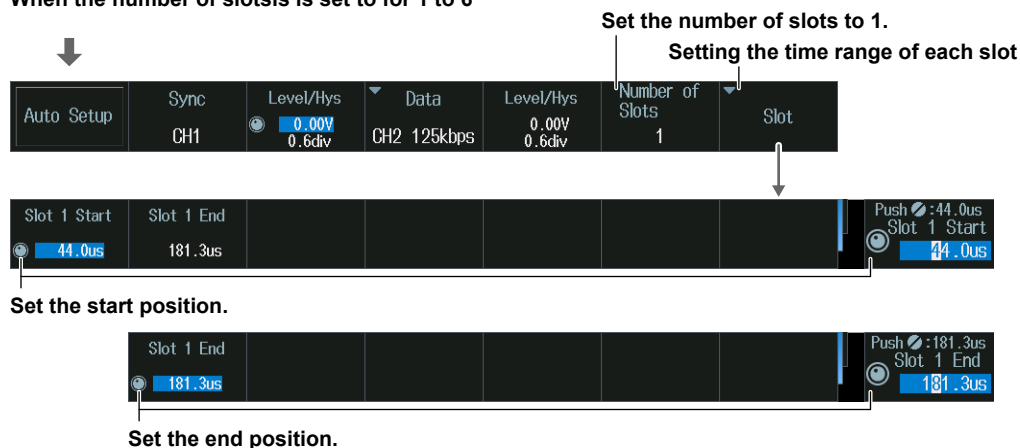 When the number of slotsis is set to for 1 to 6
Set the number of slots to 1.
Setting the time range of each slot
Auto Setup
Sync
CH1
Level/Hys
0.00V
0.6div
Data
CH2 125kbps
Level/Hys
0.00V
0.6div
Number of
Slots
1
Slot
Slot 1 Start
44.0us
Slot 1 End
181.3us
Push :44.0us
Slot 1 Start
44.0us
Set the start position.
Slot 1 End
181.3us
Push :181.3us
Slot 1 End
181.3us
Set the end position.